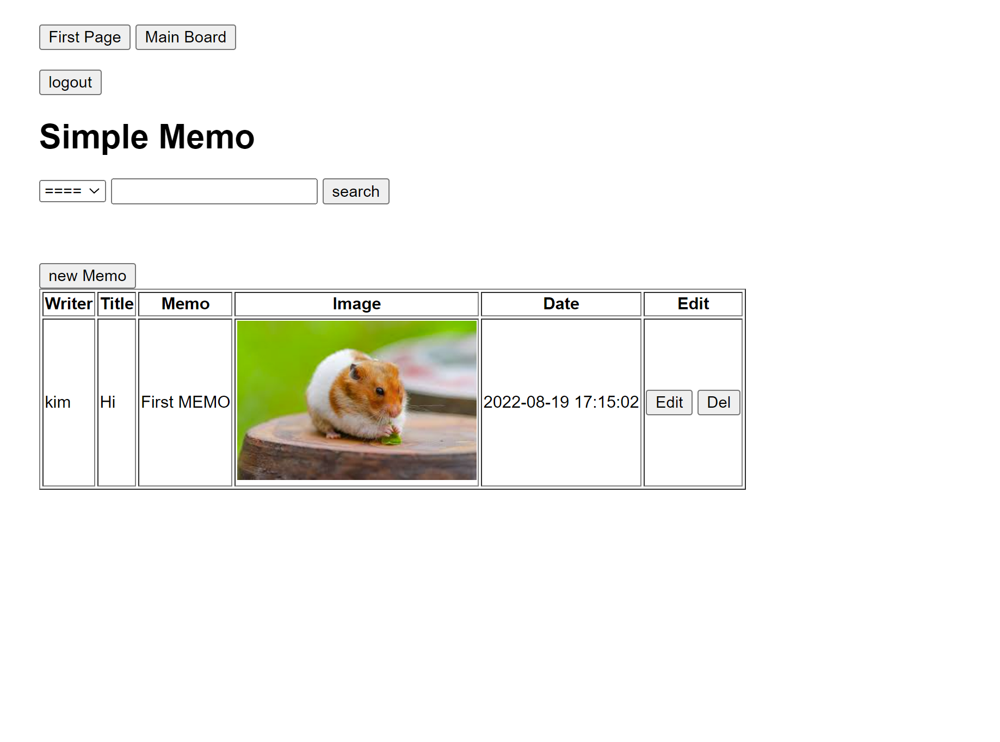 First Page Main Board
logout
Simple Memo
==== search
new Memo
Writer Title Memo Image Date Edit
kim Hi First MEMO 2022-08-19 17:15:02 Edit Del